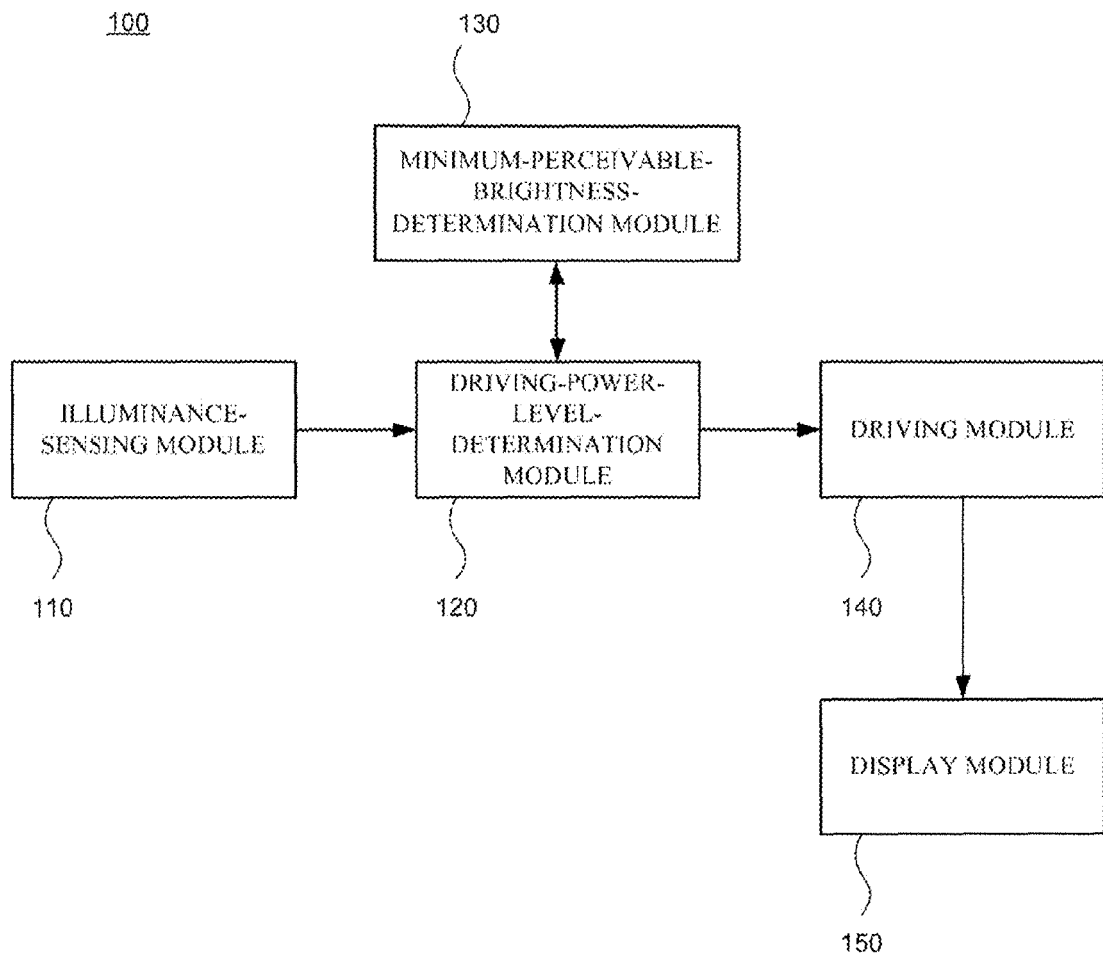 100
130
MINIMUM-PERCEIVABLE-
BRIGHTNESS-
DETERMINATION MODULE
ILLUMINANCE-
SENSING MODULE
DRIVING-POWER-
LEVEL-
DETERMINATION
MODULE
DRIVING MODULE
110
120
140
DISPLAY MODULE
150